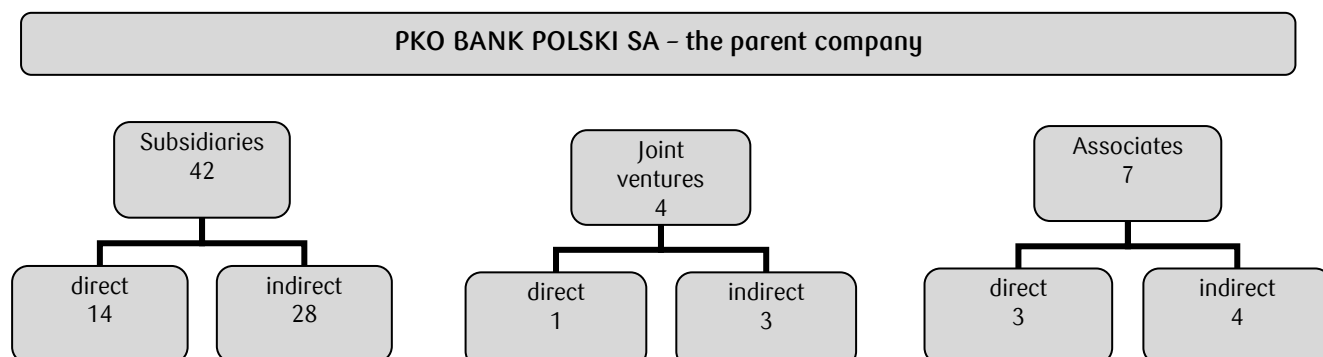 PKO BANK POLSKI SA – the parent company
Subsidiaries
42
direct
14
indirect
28
Joint
ventures
4
direct
1
indirect
3
Associates
7
direct
3
indirect
4